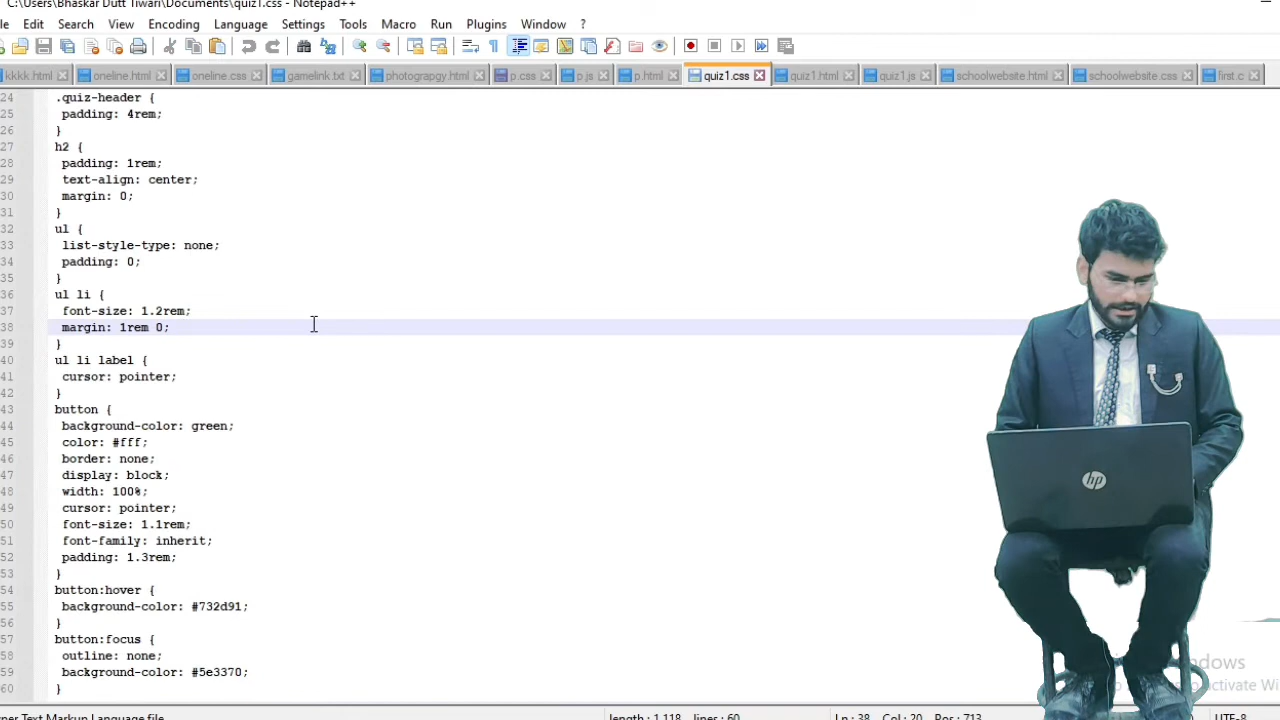 C:\Users\Bhaskar Dutt Tiwari\Documents\quiz1.css - Notepad++
Edit Search View Encoding Language Settings Tools Macro Run Plugins Window ?
kkkk.html oneline.html oneline.css gamelink.txt photograpgy.html p.css p.js p.html quiz1.css quiz1.html quiz1.js schoolwebsite.html schoolwebsite.css first.c
24 .quiz-header {
25 padding: 4rem;
26 }
27 h2 {
28 padding: 1rem;
29 text-align: center;
30 margin: 0;
31 }
32 ul {
33 list-style-type: none;
34 padding: 0;
35 }
36 ul li {
37 font-size: 1.2rem;
38 margin: 1rem 0;
39 }
40 ul li label {
41 cursor: pointer;
42 }
43 button {
44 background-color: green;
45 color: #fff;
46 border: none;
47 display: block;
48 width: 100%;
49 cursor: pointer;
50 font-size: 1.1rem;
51 font-family: inherit;
52 padding: 1.3rem;
53 }
54 button:hover {
55 background-color: #732d91;
56 }
57 button:focus {
58 outline: none;
59 background-color: #5e3370;
60 }
hp
ndows
to activate Wi
per Text Markup Language file length : 1,118 lines : 60 Ln : 38 Col : 20 Pos : 713 UTF-8